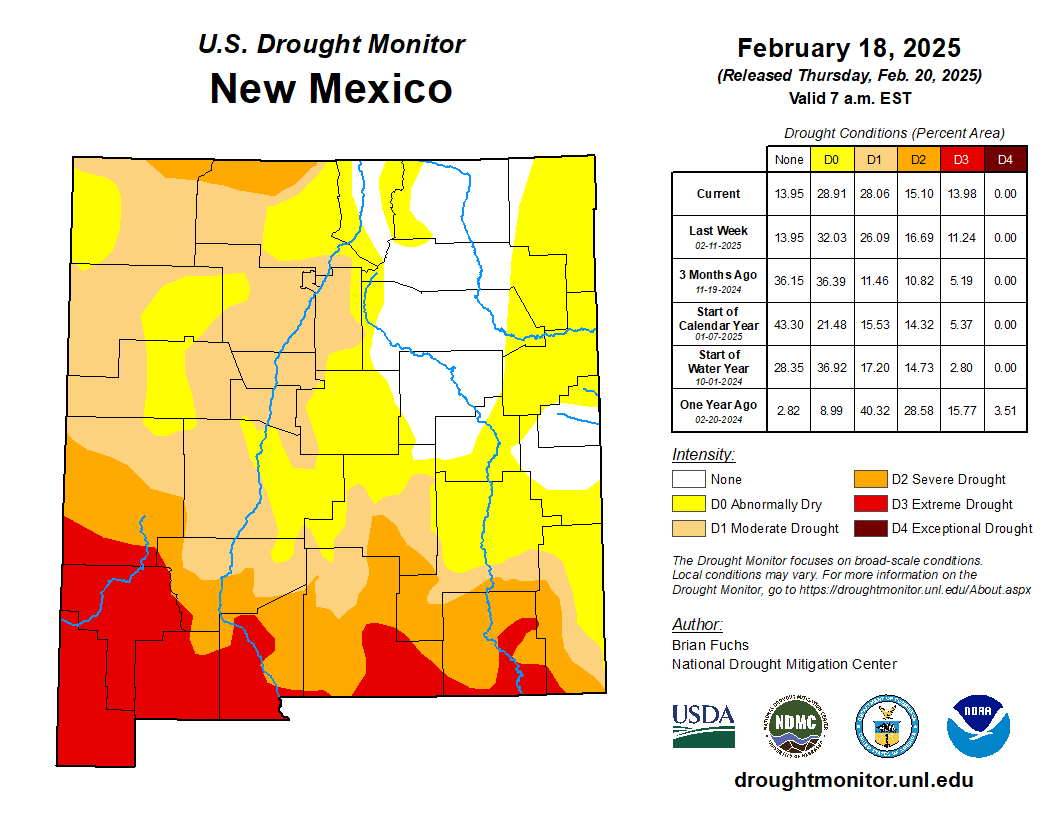 U.S. Drought Monitor
New Mexico
February 18, 2025
(Released Thursday, Feb. 20, 2025)
Valid 7 a.m. EST
Drought Conditions (Percent Area)
None D0 D1 D2 D3 D4
Current 13.95 28.91 28.06 15.10 13.98 0.00
Last Week
02-11-2025
13.95 32.03 26.09 16.69 11.24 0.00
3 Months Ago
11-19-2024
36.15 36.39 11.46 10.82 5.19 0.00
Start of
Calendar Year
01-07-2025
43.30 21.48 15.53 14.32 5.37 0.00
Start of
Water Year
10-01-2024
28.35 36.92 17.20 14.73 2.80 0.00
One Year Ago
02-20-2024
2.82 8.99 40.32 28.58 15.77 3.51
Intensity:
None
D0 Abnormally Dry
D1 Moderate Drought
D2 Severe Drought
D3 Extreme Drought
D4 Exceptional Drought
The Drought Monitor focuses on broad-scale conditions.
Local conditions may vary. For more information on the
Drought Monitor, go to https://droughtmonitor.unl.edu/About.aspx
Author:
Brian Fuchs
National Drought Mitigation Center
USDA
NDMC
NOAA
droughtmonitor.unl.edu